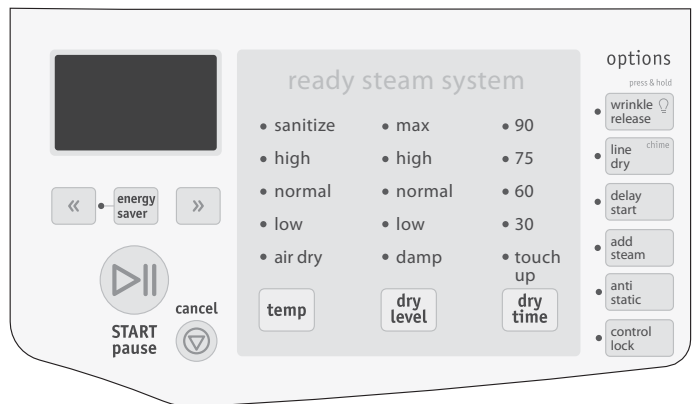 options
press & hold
ready steam system
wrinkle
release
chime
line
dry
delay
start
add
steam
anti
static
control
lock
• sanitize
• high
• normal
• low
• air dry
temp
• max
• high
• normal
• low
• damp
dry
level
• 90
• 75
• 60
• 30
• touch
up
dry
time
«
energy
saver
»
START
pause
cancel